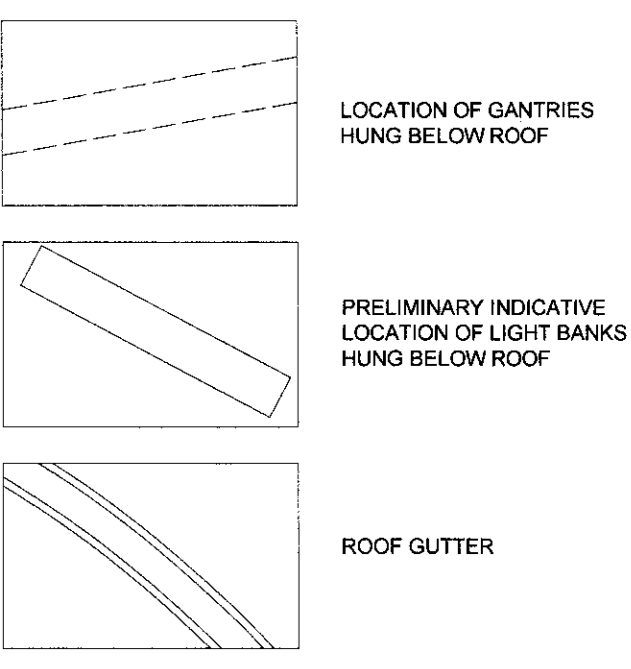 LOCATION OF GANTRIES
HUNG BELOW ROOF
PRELIMINARY INDICATIVE
LOCATION OF LIGHT BANKS
HUNG BELOW ROOF
ROOF GUTTER